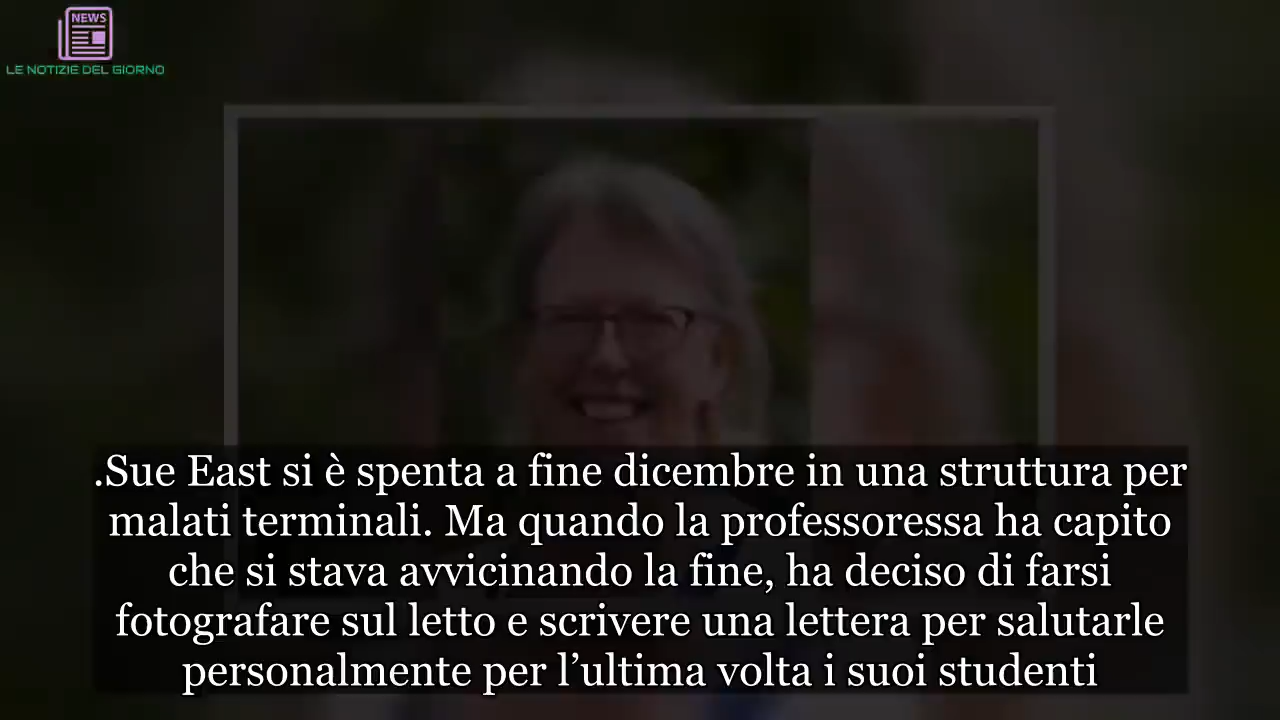 NEWS
LE NOTIZIE DEL GIORNO
.Sue East si è spenta a fine dicembre in una struttura per
malati terminali. Ma quando la professoressa ha capito
che si stava avvicinando la fine, ha deciso di farsi
fotografare sul letto e scrivere una lettera per salutarle
personalmente per l’ultima volta i suoi studenti